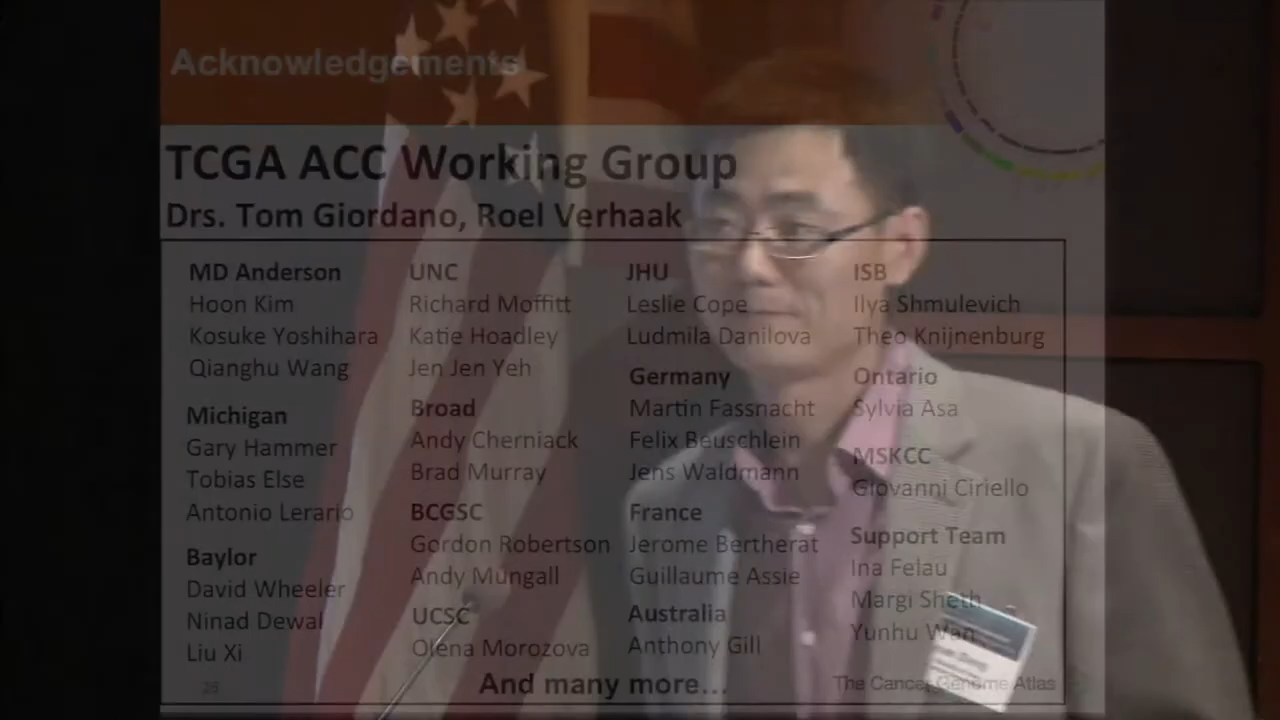 Acknowledgements
TCGA ACC Working Group
Drs. Tom Giordano, Roel Verhaak
MD Anderson
Hoon Kim
Kosuke Yoshihara
Qianghu Wang
Michigan
Gary Hammer
Tobias Else
Antonio Lerario
Baylor
David Wheeler
Ninad Dewal
Liu Xi
UNC
Richard Moffitt
Katie Hoadley
Jen Jen Yeh
Broad
Andy Cherniack
Brad Murray
BCGSC
Gordon Robertson
Andy Mungall
UCSC
Olena Morozova
JHU
Leslie Cope
Ludmila Danilova
Germany
Martin Fassnacht
Felix Beuschlein
Jens Waldmann
France
Jerome Bertherat
Guillaume Assie
Australia
Anthony Gill
ISB
Ilya Shmulevich
Theo Knijnenburg
Ontario
Sylvia Asa
MSKCC
Giovanni Ciriello
Support Team
Ina Felau
Margi Sheth
Yunhu Wan
And many more...
26
The Cancer Genome Atlas